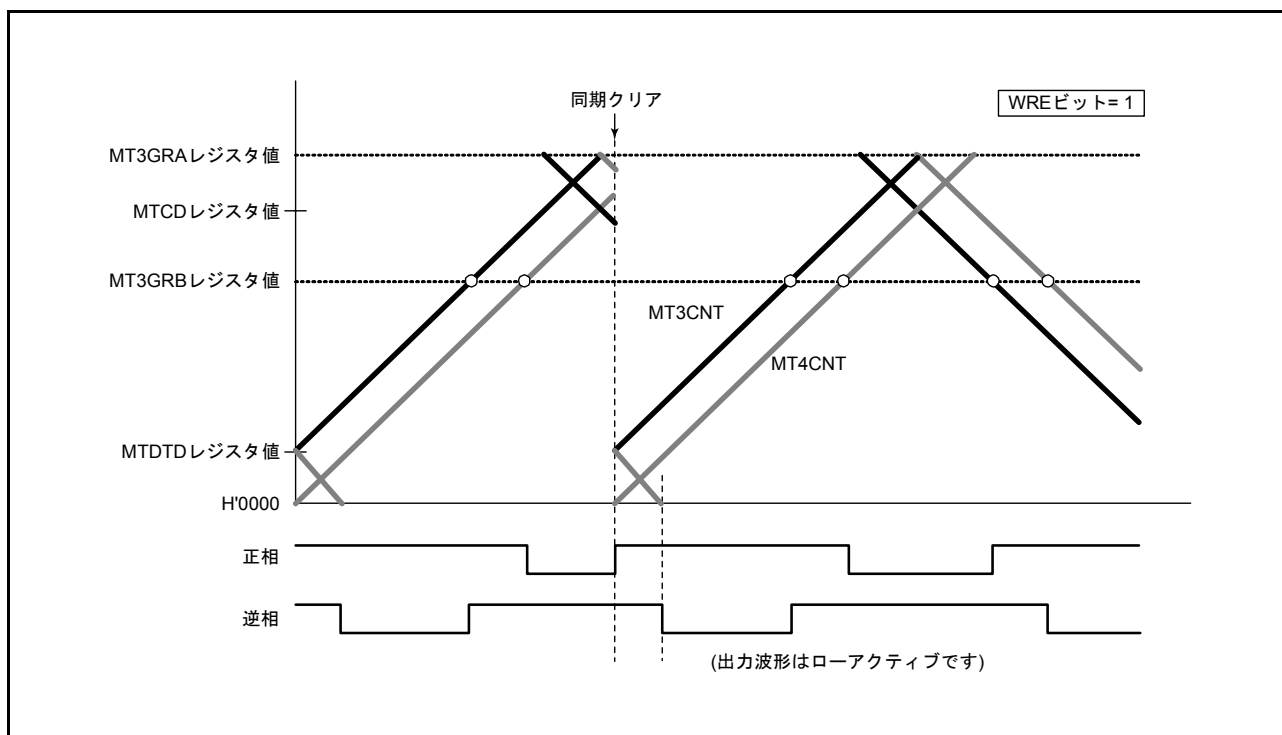 同期クリア
WREビット= 1
MT3GRAレジスタ値
MTCDレジスタ値
MT3GRBレジスタ値
MT3CNT
MT4CNT
MTDTDレジスタ値
H'0000
正相
逆相
(出力波形はローアクティブです)